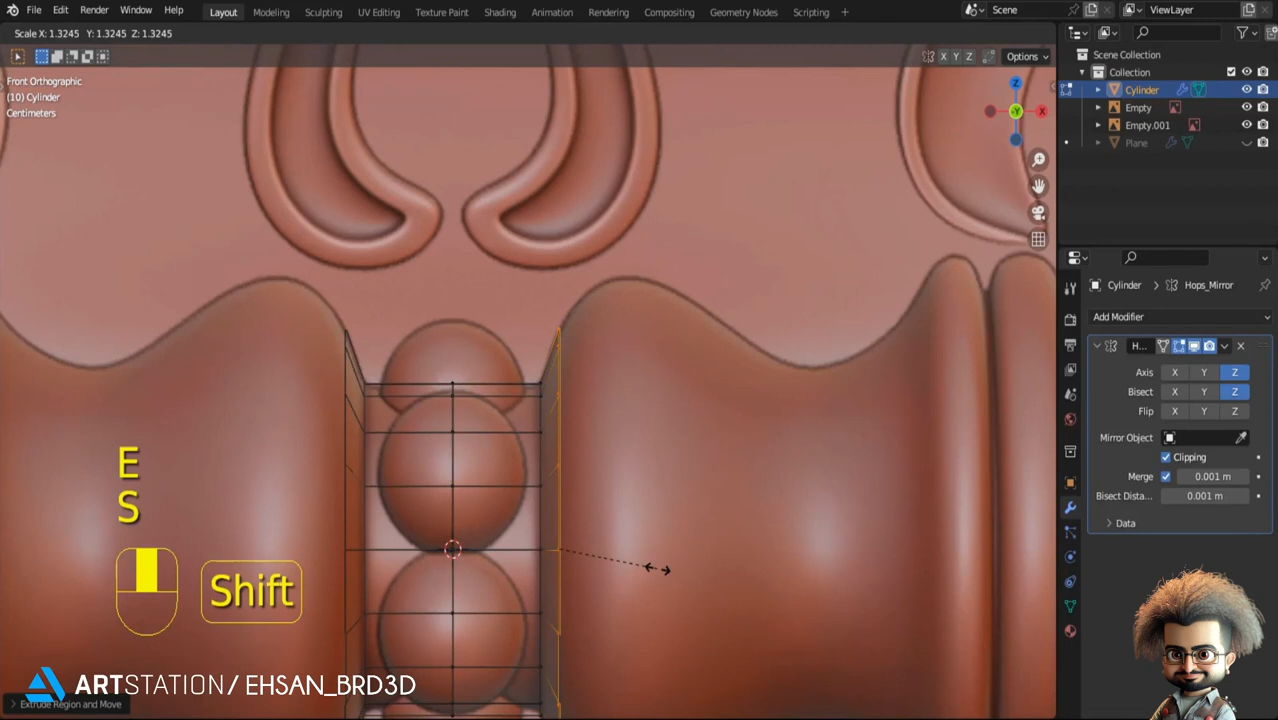 File Edit Render Window Help Layout Modeling Sculpting UV Editing Texture Paint Shading Animation Rendering Compositing Geometry Nodes Scripting + Scene ViewLayer
Scale X: 1.3245 Y: 1.3245 Z: 1.3245
X Y Z Options
Front Orthographic
(10) Cylinder
Centimeters
Z
-Y X
Scene Collection
Collection
Cylinder
Empty
Empty.001
Plane
Cylinder > Hops_Mirror
Add Modifier
H...
Axis X Y Z
Bisect X Y Z
Flip X Y Z
Mirror Object
Clipping
Merge 0.001 m
Bisect Dista... 0.001 m
Data
E
S
Shift
ARTSTATION/ EHSAN_BRD3D
Extrude Region and Move